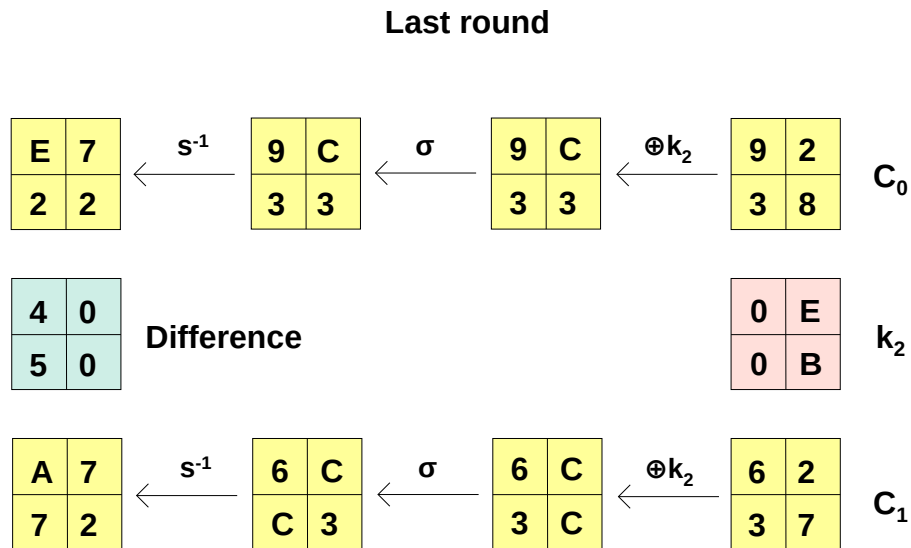 Last round
E 7 s⁻¹ 9 C σ 9 C ⊕k₂ 9 2
2 2 3 3 3 3 3 8 C₀
4 0 0 E
5 0 Difference 0 B k₂
A 7 s⁻¹ 6 C σ 6 C ⊕k₂ 6 2
7 2 C 3 3 C 3 7 C₁